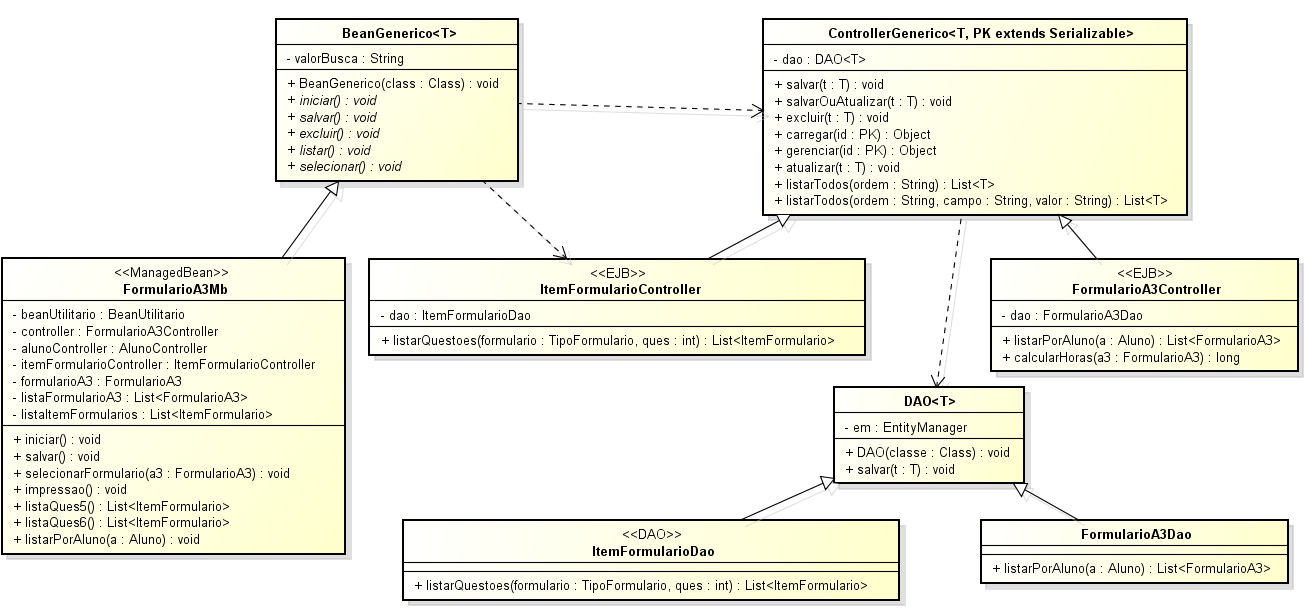 BeanGenerico<T>
- valorBusca : String
+ BeanGenerico(class : Class) : void
+ iniciar() : void
+ salvar() : void
+ excluir() : void
+ listar() : void
+ selecionar() : void
ControllerGenerico<T, PK extends Serializable>
- dao : DAO<T>
+ salvar(t : T) : void
+ salvarOuAtualizar(t : T) : void
+ excluir(t : T) : void
+ carregar(id : PK) : Object
+ gerenciar(id : PK) : Object
+ atualizar(t : T) : void
+ listarTodos(ordem : String) : List<T>
+ listarTodos(ordem : String, campo : String, valor : String) : List<T>
<<ManagedBean>>
FormularioA3Mb
- beanUtilitario : BeanUtilitario
- controller : FormularioA3Controller
- alunoController : AlunoController
- itemFormularioController : ItemFormularioController
- formularioA3 : FormularioA3
- listaFormularioA3 : List<FormularioA3>
- listaItemFormularios : List<ItemFormulario>
+ iniciar() : void
+ salvar() : void
+ selecionarFormulario(a3 : FormularioA3) : void
+ impressao() : void
+ listaQues5() : List<ItemFormulario>
+ listaQues6() : List<ItemFormulario>
+ listarPorAluno(a : Aluno) : void
<<EJB>>
ItemFormularioController
- dao : ItemFormularioDao
+ listarQuestoes(formulario : TipoFormulario, ques : int) : List<ItemFormulario>
<<EJB>>
FormularioA3Controller
- dao : FormularioA3Dao
+ listarPorAluno(a : Aluno) : List<FormularioA3>
+ calcularHoras(a3 : FormularioA3) : long
DAO<T>
- em : EntityManager
+ DAO(classe : Class) : void
+ salvar(t : T) : void
<<DAO>>
ItemFormularioDao
+ listarQuestoes(formulario : TipoFormulario, ques : int) : List<ItemFormulario>
FormularioA3Dao
+ listarPorAluno(a : Aluno) : List<FormularioA3>